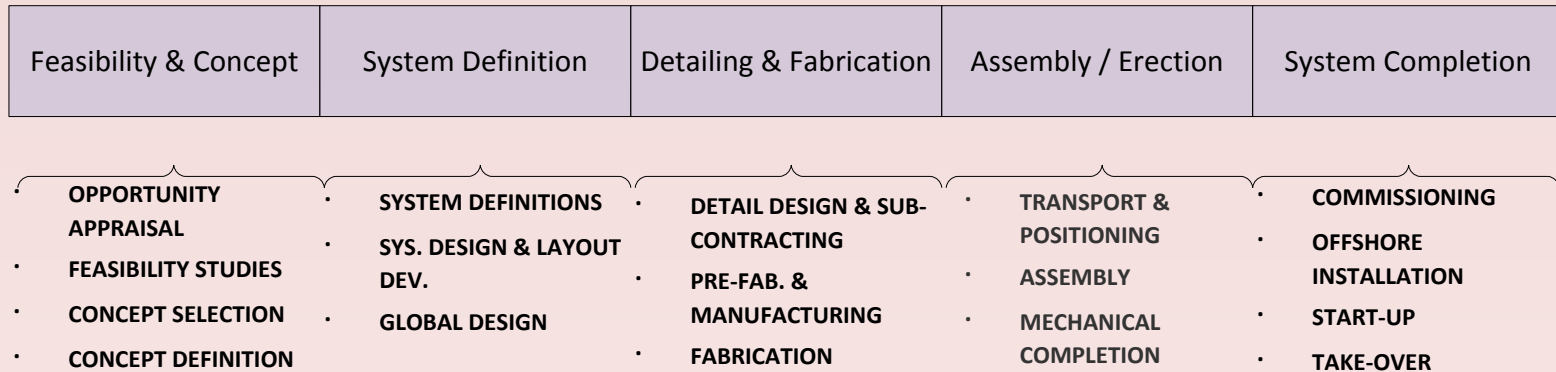 Feasibility & Concept
System Definition
Detailing & Fabrication
Assembly / Erection
System Completion
· OPPORTUNITY
APPRAISAL
· FEASIBILITY STUDIES
· CONCEPT SELECTION
· CONCEPT DEFINITION
· SYSTEM DEFINITIONS
· SYS. DESIGN & LAYOUT
DEV.
· GLOBAL DESIGN
· DETAIL DESIGN & SUB-
CONTRACTING
· PRE-FAB. &
MANUFACTURING
· FABRICATION
· TRANSPORT &
POSITIONING
· ASSEMBLY
· MECHANICAL
COMPLETION
· COMMISSIONING
· OFFSHORE
INSTALLATION
· START-UP
· TAKE-OVER